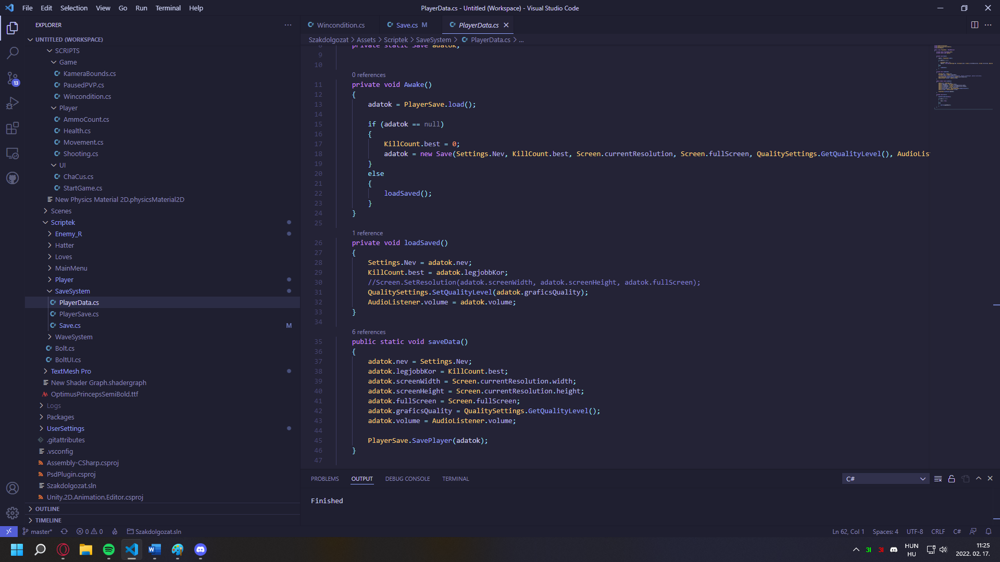 File Edit Selection View Go Run Terminal Help
PlayerData.cs - Untitled (Workspace) - Visual Studio Code
EXPLORER
UNTITLED (WORKSPACE)
SCRIPTS
Game
KameraBounds.cs
PausedPVP.cs
Wincondition.cs
Player
AmmoCount.cs
Health.cs
Movement.cs
Shooting.cs
UI
ChaCus.cs
StartGame.cs
New Physics Material 2D.physicsMaterial2D
Scenes
Scriptek
Enemy_R
Hatter
Loves
MainMenu
Player
SaveSystem
PlayerData.cs
PlayerSave.cs
Save.cs M
WaveSystem
Bolt.cs
BoltUI.cs
TextMesh Pro
New Shader Graph.shadergraph
OptimusPrincepsSemiBold.ttf
Logs
Packages
UserSettings
.gitattributes
.vsconfig
Assembly-CSharp.csproj
PsdPlugin.csproj
Szakdolgozat.sln
Unity.2D.Animation.Editor.csproj
OUTLINE
TIMELINE
13
Wincondition.cs Save.cs M PlayerData.cs
Szakdolgozat > Assets > Scriptek > SaveSystem > PlayerData.cs > ...
8 private static Save adatok;
9
10
0 references
11 private void Awake()
12 {
13 adatok = PlayerSave.load();
14
15 if (adatok == null)
16 {
17 KillCount.best = 0;
18 adatok = new Save(Settings.Nev, KillCount.best, Screen.currentResolution, Screen.fullScreen, QualitySettings.GetQualityLevel(), AudioLis
19 }
20 else
21 {
22 loadSaved();
23 }
24 }
25
1 reference
26 private void loadSaved()
27 {
28 Settings.Nev = adatok.nev;
29 KillCount.best = adatok.legjobbKor;
30 //Screen.SetResolution(adatok.screenWidth, adatok.screenHeight, adatok.fullScreen);
31 QualitySettings.SetQualityLevel(adatok.graficsQuality);
32 AudioListener.volume = adatok.volume;
33 }
34
6 references
35 public static void saveData()
36 {
37 adatok.nev = Settings.Nev;
38 adatok.legjobbKor = KillCount.best;
39 adatok.screenWidth = Screen.currentResolution.width;
40 adatok.screenHeight = Screen.currentResolution.height;
41 adatok.fullScreen = Screen.fullScreen;
42 adatok.graficsQuality = QualitySettings.GetQualityLevel();
43 adatok.volume = AudioListener.volume;
44
45 PlayerSave.SavePlayer(adatok);
46 }
47
PROBLEMS OUTPUT DEBUG CONSOLE TERMINAL
C#
Finished
master* 0 0 Szakdolgozat.sln
Ln 62, Col 1 Spaces: 4 UTF-8 CRLF C#
31 31 HUN
HU
11:25
2022. 02. 17.